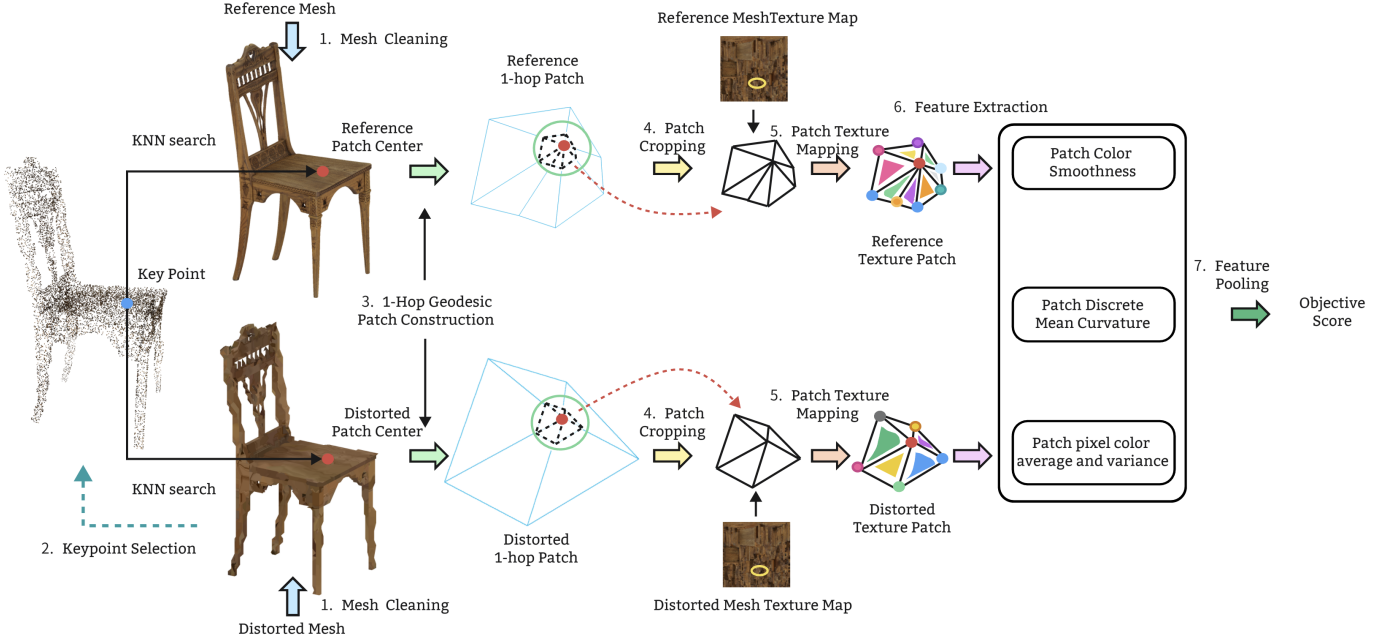 Reference Mesh
1. Mesh Cleaning
Reference MeshTexture Map
Reference
1-hop Patch
KNN search
Reference
Patch Center
4. Patch
Cropping
5. Patch Texture
Mapping
6. Feature Extraction
Patch Color
Smoothness
Reference
Texture Patch
Key Point
3. 1-Hop Geodesic
Patch Construction
Patch Discrete
Mean Curvature
7. Feature
Pooling
Objective
Score
Distorted
Patch Center
4. Patch
Cropping
5. Patch Texture
Mapping
Patch pixel color
average and variance
KNN search
2. Keypoint Selection
Distorted
1-hop Patch
Distorted
Texture Patch
1. Mesh Cleaning
Distorted Mesh
Distorted Mesh Texture Map